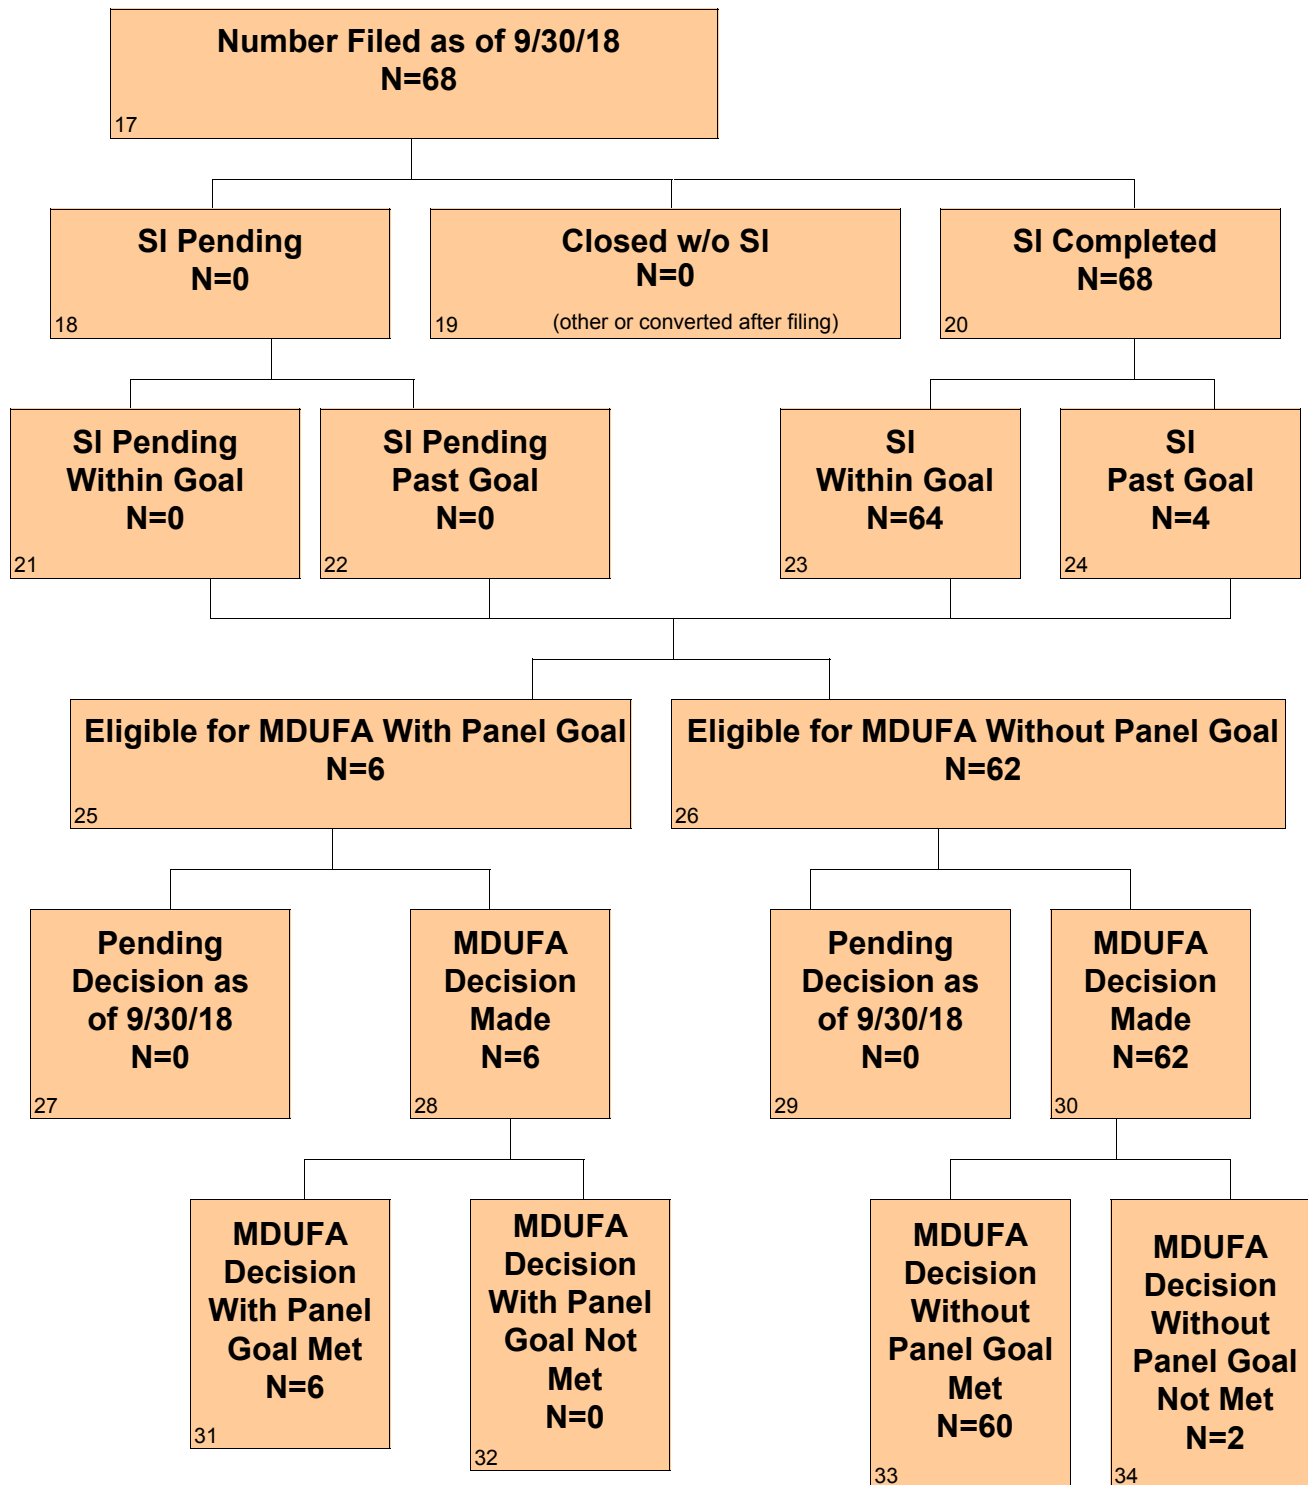 Number Filed as of 9/30/18
N=68
17
SI Pending
N=0
18
Closed w/o SI
N=0
(other or converted after filing)
19
SI Completed
N=68
20
SI Pending
Within Goal
N=0
21
SI Pending
Past Goal
N=0
22
SI
Within Goal
N=64
23
SI
Past Goal
N=4
24
Eligible for MDUFA With Panel Goal
N=6
25
Eligible for MDUFA Without Panel Goal
N=62
26
Pending
Decision as
of 9/30/18
N=0
27
MDUFA
Decision
Made
N=6
28
Pending
Decision as
of 9/30/18
N=0
29
MDUFA
Decision
Made
N=62
30
MDUFA
Decision
With Panel
Goal Met
N=6
31
MDUFA
Decision
With Panel
Goal Not
Met
N=0
32
MDUFA
Decision
Without
Panel Goal
Met
N=60
33
MDUFA
Decision
Without
Panel Goal
Not Met
N=2
34